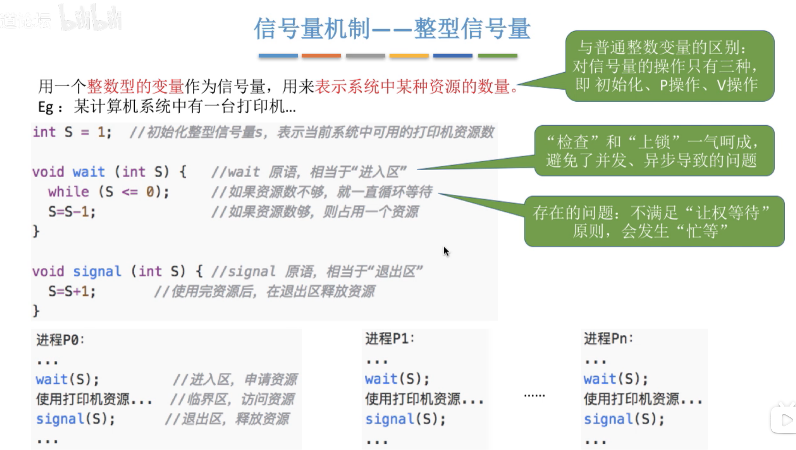 bilibili
信号量机制——整型信号量
与普通整数变量的区别：
对信号量的操作只有三种，
即 初始化、P操作、V操作
用一个整数型的变量作为信号量，用来表示系统中某种资源的数量。
Eg：某计算机系统中有一台打印机...
int S = 1;  //初始化整型信号量s，表示当前系统中可用的打印机资源数
“检查”和“上锁”一气呵成，
避免了并发、异步导致的问题
void wait (int S) {  //wait 原语，相当于“进入区”
while (S <= 0);  //如果资源数不够，就一直循环等待
S=S-1;  //如果资源数够，则占用一个资源
}
存在的问题：不满足“让权等待”
原则，会发生“忙等”
void signal (int S) { //signal 原语，相当于“退出区”
S=S+1;  //使用完资源后，在退出区释放资源
}
进程P0：
...
wait(S);  //进入区，申请资源
使用打印机资源...  //临界区，访问资源
signal(S);  //退出区，释放资源
...
进程P1：
...
wait(S);
使用打印机资源...
signal(S);
...
......
进程Pn：
...
wait(S);
使用打印机资源...
signal(S);
...